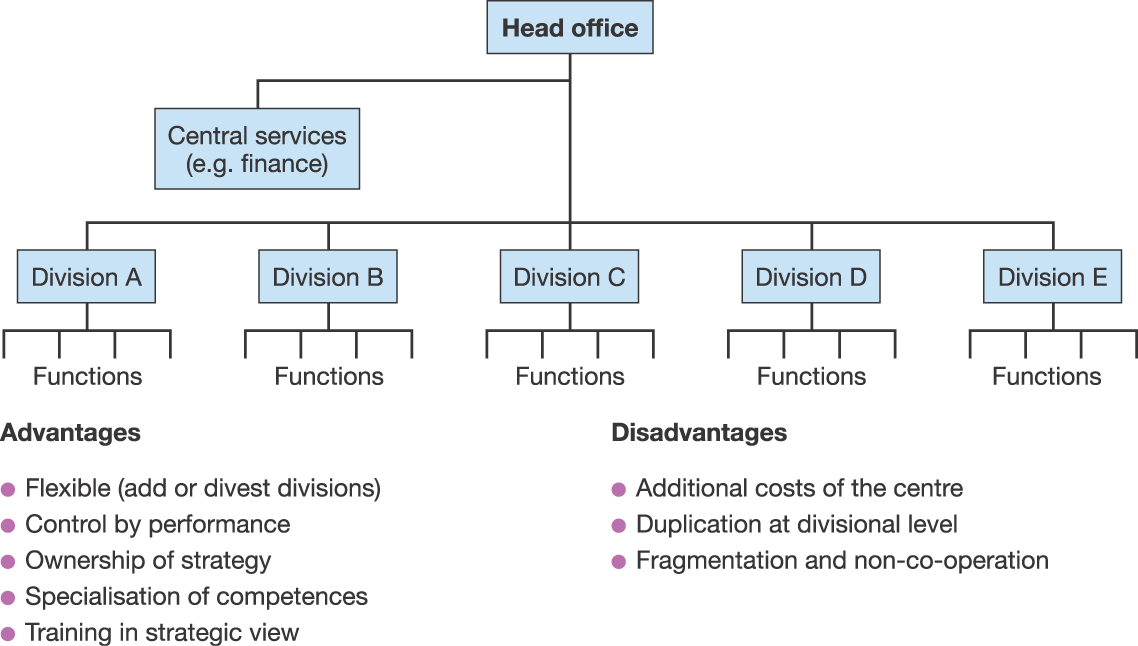 Head office
Central services
(e.g. finance)
Division A
Division B
Division C
Division D
Division E
Functions
Functions
Functions
Functions
Functions
Advantages
Flexible (add or divest divisions)
Control by performance
Ownership of strategy
Specialisation of competences
Training in strategic view
Disadvantages
Additional costs of the centre
Duplication at divisional level
Fragmentation and non-co-operation